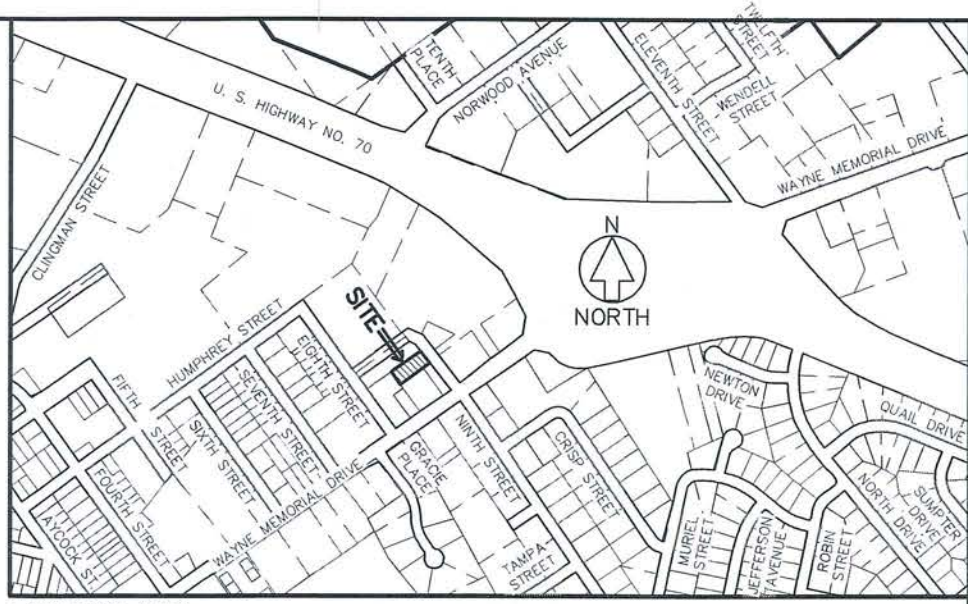 TWELFTH
STREET
TENTH
PLACE
NORWOOD AVENUE
ELEVENTH
STREET
WENDELL
STREET
U. S. HIGHWAY NO. 70
WAYNE MEMORIAL DRIVE
CLINGMAN STREET
N
NORTH
SITE
HUMPHREY STREET
EIGHTH STREET
SEVENTH STREET
SIXTH STREET
FIFTH
STREET
FOURTH
STREET
AYCOCK ST.
WAYNE MEMORIAL DRIVE
GRACIE
PLACE
NINTH STREET
CRISP STREET
TAMPA
STREET
NEWTON
DRIVE
QUAIL DRIVE
NORTH DRIVE
SUMPTER
DRIVE
MURIEL
STREET
JEFFERSON
AVENUE
ROBIN
STREET